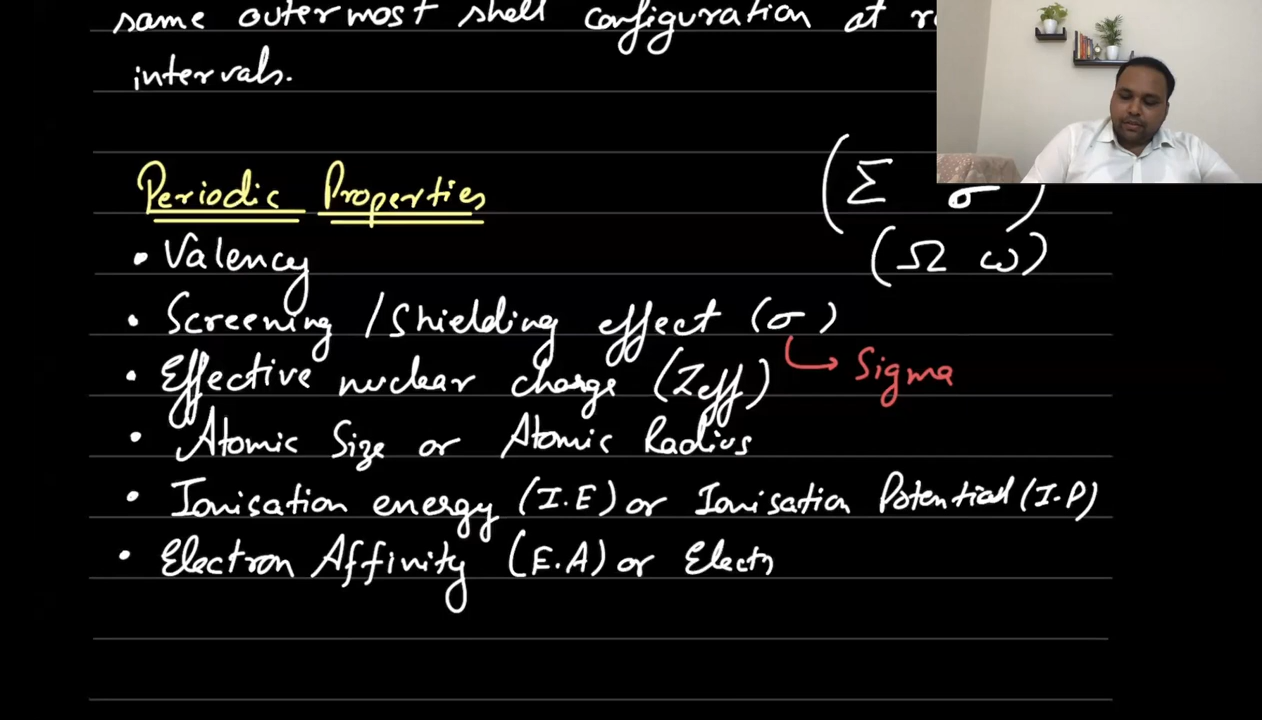 same outermost shell configuration at
intervals.
Periodic Properties
(Σ σ)
(Ω ω)
• Valency
• Screening / Shielding effect (σ)
Sigma
• Effective nuclear charge (Zeff)
• Atomic Size or Atomic Radius
• Ionisation energy (I.E) or Ionisation Potential (I.P)
• Electron Affinity (E.A) or Electr